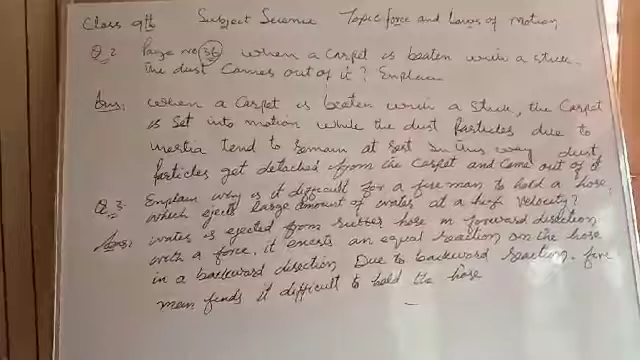 Class 9th Subject Science Topic force and Laws of Motion
Q.2 Page no (36) when a Carpet is beaten with a stick.
The dust Comes out of it? Explain
Ans: when a Carpet is beaten with a stick, the Carpet
is set into motion while the dust Particles due to
inertia tend to remain at rest In this way dust
Particles get detached from the Carpet and Come out of it
Q.3 Explain why is it difficult for a fireman to hold a hose,
which ejects large amount of water at a high velocity?
Ans: water is ejected from rubber hose in forward direction
with a force, it exerts an equal reaction on the hose
in a backward direction Due to backward reaction, fire
man finds it difficult to hold the hose